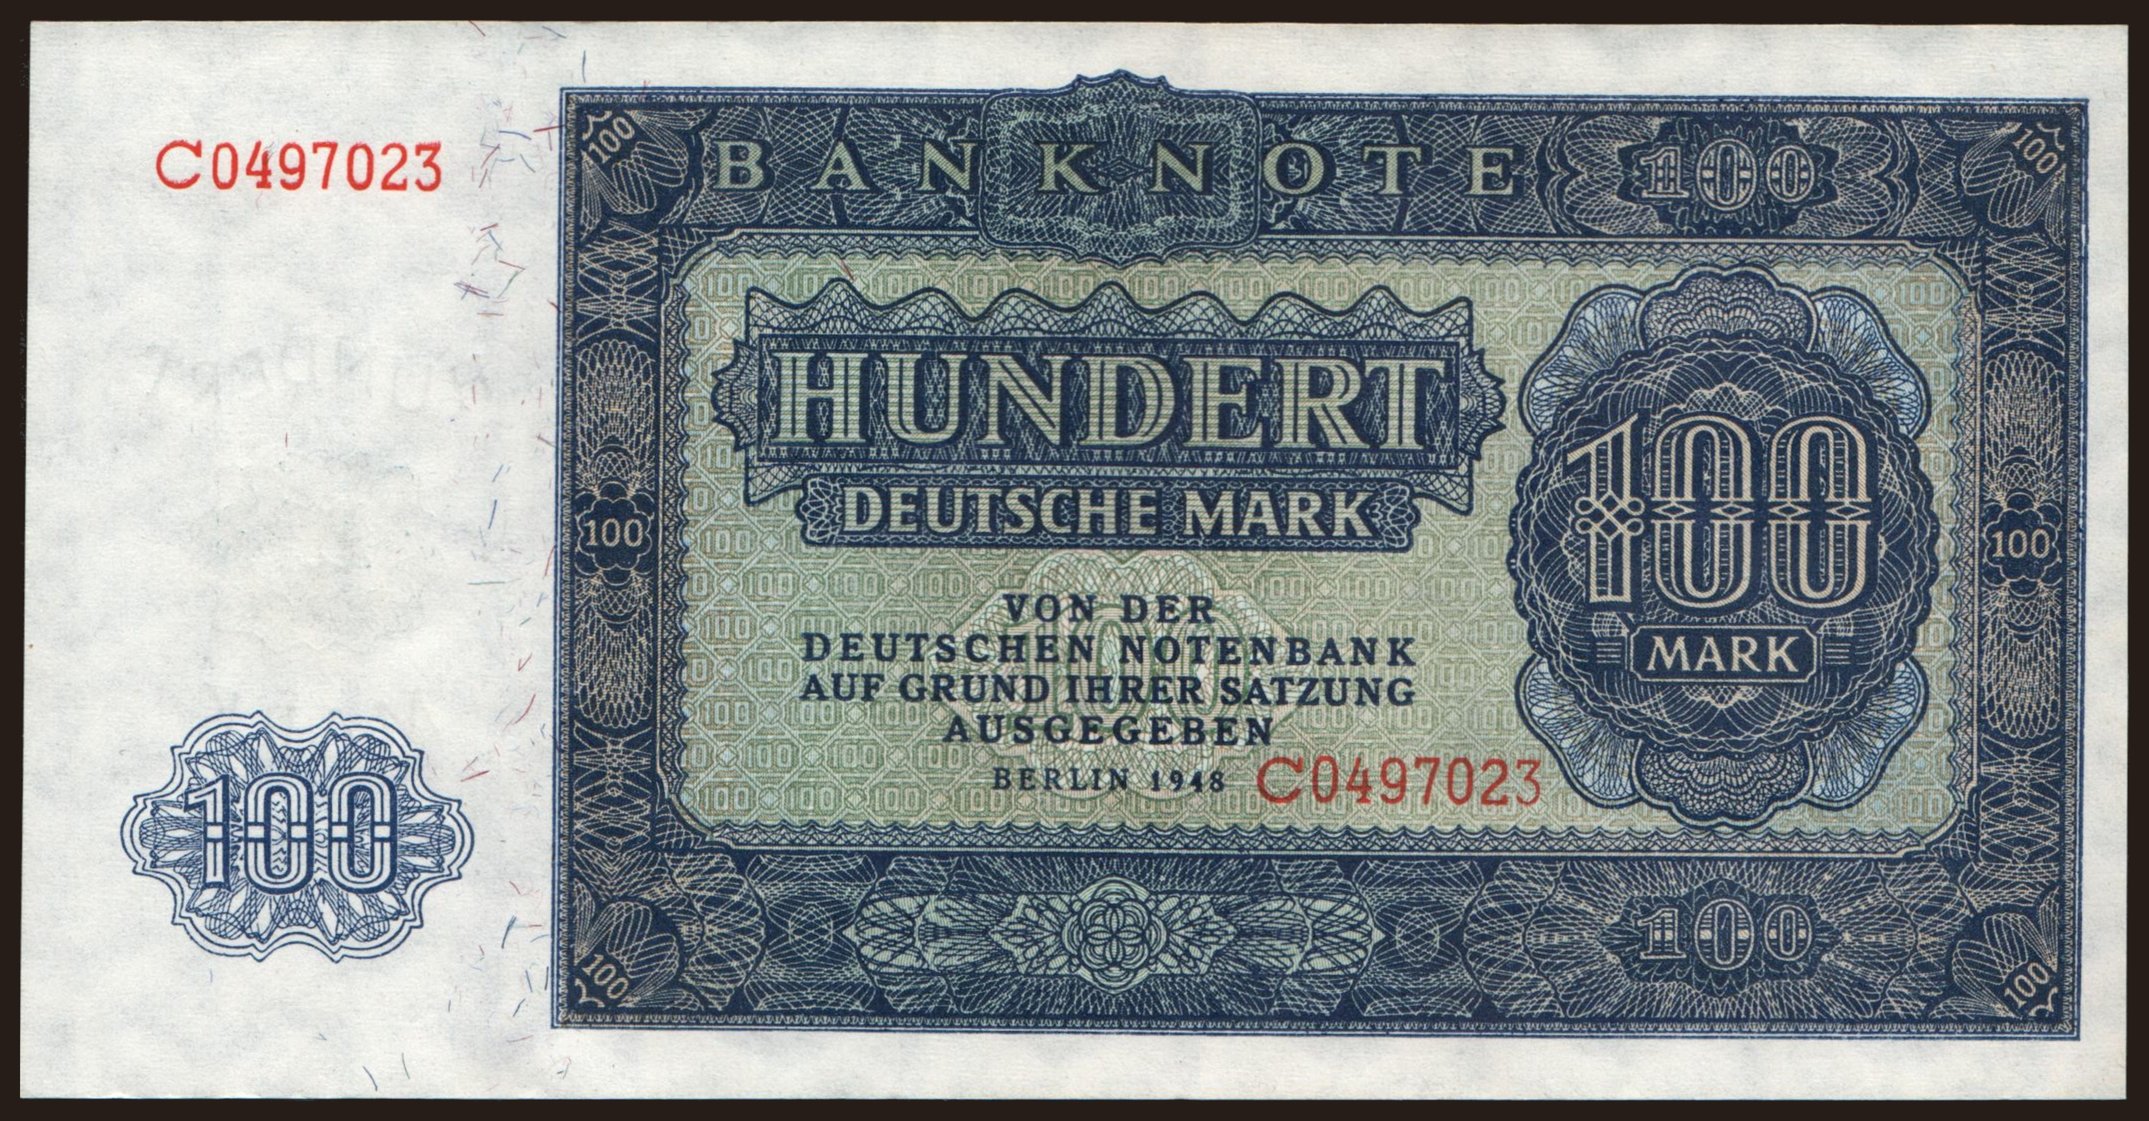 C0497023
100
100
BANKNOTE 100
100
HUNDERT
DEUTSCHE MARK
100
MARK
100
100
VON DER
DEUTSCHEN NOTENBANK
AUF GRUND IHRER SATZUNG
AUSGEGEBEN
BERLIN 1948 C0497023
100
100
100
100